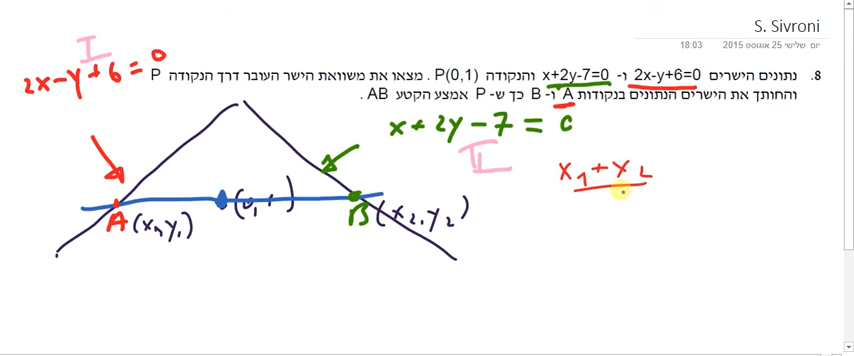 S. Sivroni
יום שלישי 25 אוגוסט 2015 18:03
I
2x-y+6=0
8. נתונים הישרים 2x-y+6=0 ו- x+2y-7=0 והנקודה P(0,1) . מצאו את משוואת הישר העובר דרך הנקודה P
והחותך את הישרים הנתונים בנקודות A ו- B כך ש- P אמצע הקטע AB .
x+2y-7=0
II
x₁+x₂
A(x₁,y₁) (0,1) B(x₂,y₂)